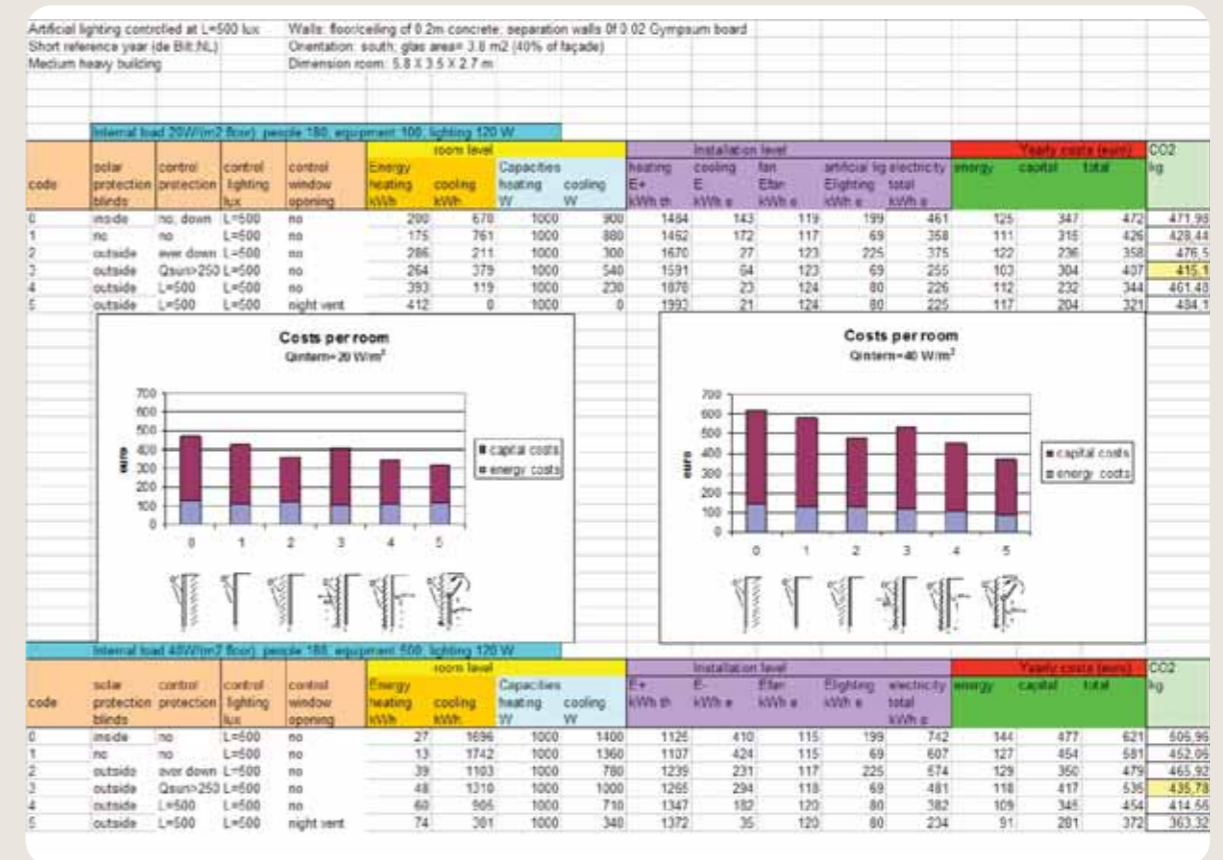 Artificial lighting controlled at L=500 lux Walls: floor/ceiling of 0.2m concrete; separation walls 0f 0.02 Gympsum board
Short reference year (de Bilt;NL) Orientation: south; glas area= 3.8 m2 (40% of façade)
Medium heavy building Dimension room: 5.8 X 3.5 X 2.7 m
Internal load 20W/(m2 floor): people 180, equipment 100, lighting 120 W
room level Installation level Yearly costs (euro) CO2
solar control control control Energy Capacities heating cooling fan artificial lig electricity energy capital total kg
code protection protection lighting window heating cooling heating cooling E+ E Efan Elighting total
blinds lux opening kWh kWh W W kWh th kWh e kWh e kWh e kWh e
0 inside no, down L=500 no 200 670 1000 900 1484 143 119 199 461 125 347 472 471,98
1 no no L=500 no 175 761 1000 880 1462 172 117 69 358 111 315 426 428,44
2 outside ever down L=500 no 286 211 1000 300 1670 27 123 225 375 122 236 358 476,5
3 outside Qsun>250 L=500 no 264 379 1000 540 1591 64 123 69 255 103 304 407 415,1
4 outside L=500 L=500 no 393 119 1000 230 1878 23 124 80 226 112 232 344 461,48
5 outside L=500 L=500 night vent 412 0 1000 0 1993 21 124 80 225 117 204 321 484,1
Costs per room
Qintern=20 W/m²
700
600
500
400
300
200
100
0
euro
capital costs
energy costs
0 1 2 3 4 5
Costs per room
Qintern=40 W/m²
700
600
500
400
300
200
100
0
euro
capital costs
energy costs
0 1 2 3 4 5
Internal load 40W/(m2 floor): people 180, equipment 500, lighting 120 W
room level Installation level Yearly costs (euro) CO2
solar control control control Energy Capacities E+ E- Efan Elighting electricity energy capital total kg
code protection protection lighting window heating cooling heating cooling kWh th kWh e kWh e kWh e total
blinds lux opening kWh kWh W W kWh e
0 inside no L=500 no 27 1696 1000 1400 1125 410 115 199 742 144 477 621 506,96
1 no no L=500 no 13 1742 1000 1360 1107 424 115 69 607 127 454 581 452,06
2 outside ever down L=500 no 39 1103 1000 780 1239 231 117 225 574 129 350 479 465,92
3 outside Qsun>250 L=500 no 48 1310 1000 1000 1265 294 118 69 481 118 417 535 435,78
4 outside L=500 L=500 no 60 905 1000 710 1347 182 120 80 382 109 345 454 414,56
5 outside L=500 L=500 night vent 74 301 1000 340 1372 35 120 80 234 91 281 372 363,32